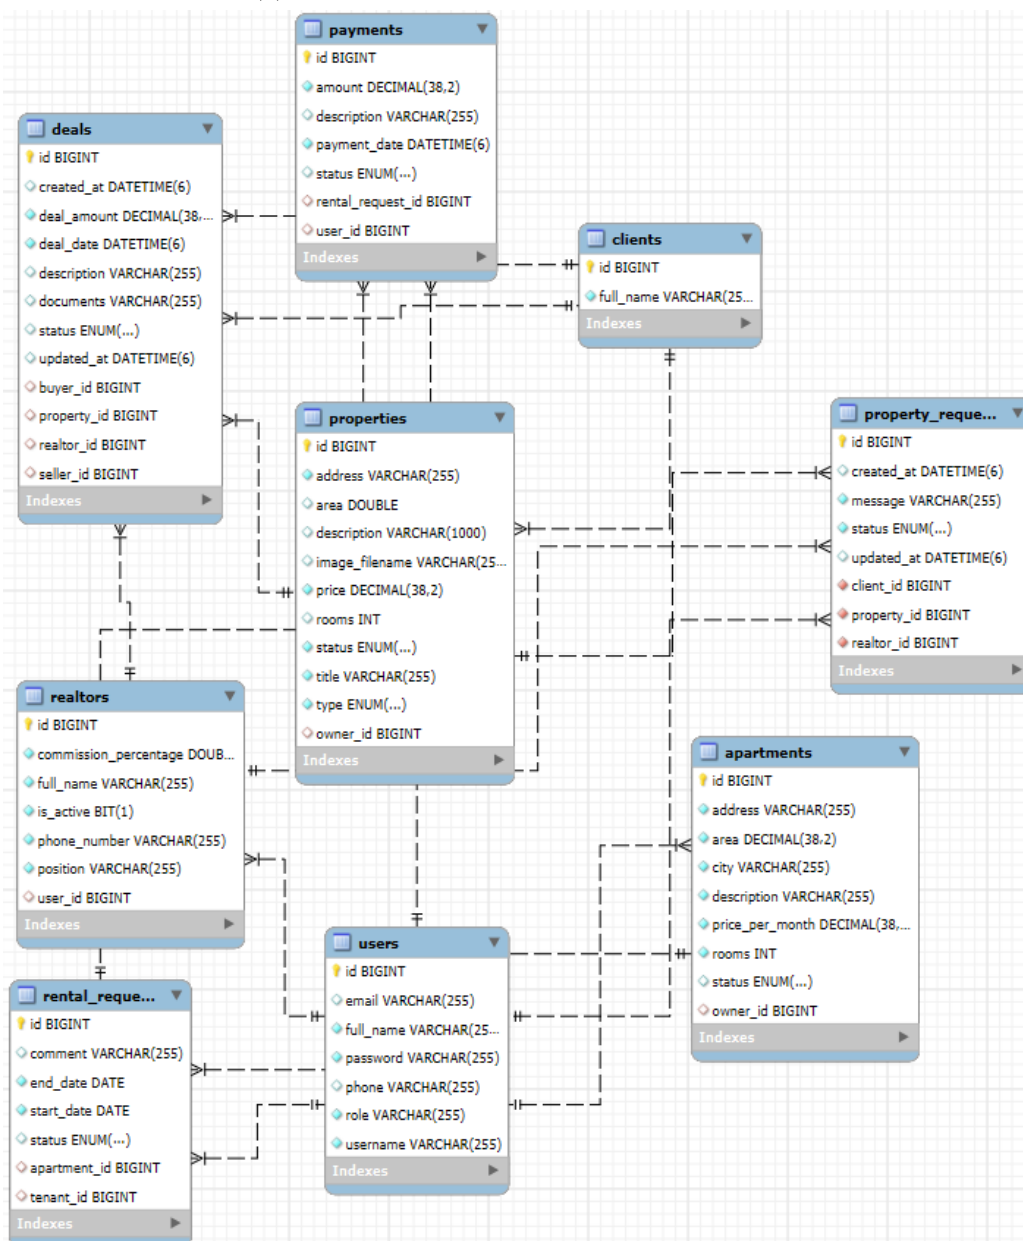 payments
id BIGINT
amount DECIMAL(38,2)
description VARCHAR(255)
payment_date DATETIME(6)
status ENUM(...)
rental_request_id BIGINT
user_id BIGINT
Indexes
deals
id BIGINT
created_at DATETIME(6)
deal_amount DECIMAL(38,...
deal_date DATETIME(6)
description VARCHAR(255)
documents VARCHAR(255)
status ENUM(...)
updated_at DATETIME(6)
buyer_id BIGINT
property_id BIGINT
realtor_id BIGINT
seller_id BIGINT
Indexes
clients
id BIGINT
full_name VARCHAR(25...
Indexes
properties
id BIGINT
address VARCHAR(255)
area DOUBLE
description VARCHAR(1000)
image_filename VARCHAR(25...
price DECIMAL(38,2)
rooms INT
status ENUM(...)
title VARCHAR(255)
type ENUM(...)
owner_id BIGINT
Indexes
property_reque...
id BIGINT
created_at DATETIME(6)
message VARCHAR(255)
status ENUM(...)
updated_at DATETIME(6)
client_id BIGINT
property_id BIGINT
realtor_id BIGINT
Indexes
realtors
id BIGINT
commission_percentage DOUB...
full_name VARCHAR(255)
is_active BIT(1)
phone_number VARCHAR(255)
position VARCHAR(255)
user_id BIGINT
Indexes
apartments
id BIGINT
address VARCHAR(255)
area DECIMAL(38,2)
city VARCHAR(255)
description VARCHAR(255)
price_per_month DECIMAL(38,...
rooms INT
status ENUM(...)
owner_id BIGINT
Indexes
users
id BIGINT
email VARCHAR(255)
full_name VARCHAR(25...
password VARCHAR(255)
phone VARCHAR(255)
role VARCHAR(255)
username VARCHAR(255)
Indexes
rental_reque...
id BIGINT
comment VARCHAR(255)
end_date DATE
start_date DATE
status ENUM(...)
apartment_id BIGINT
tenant_id BIGINT
Indexes